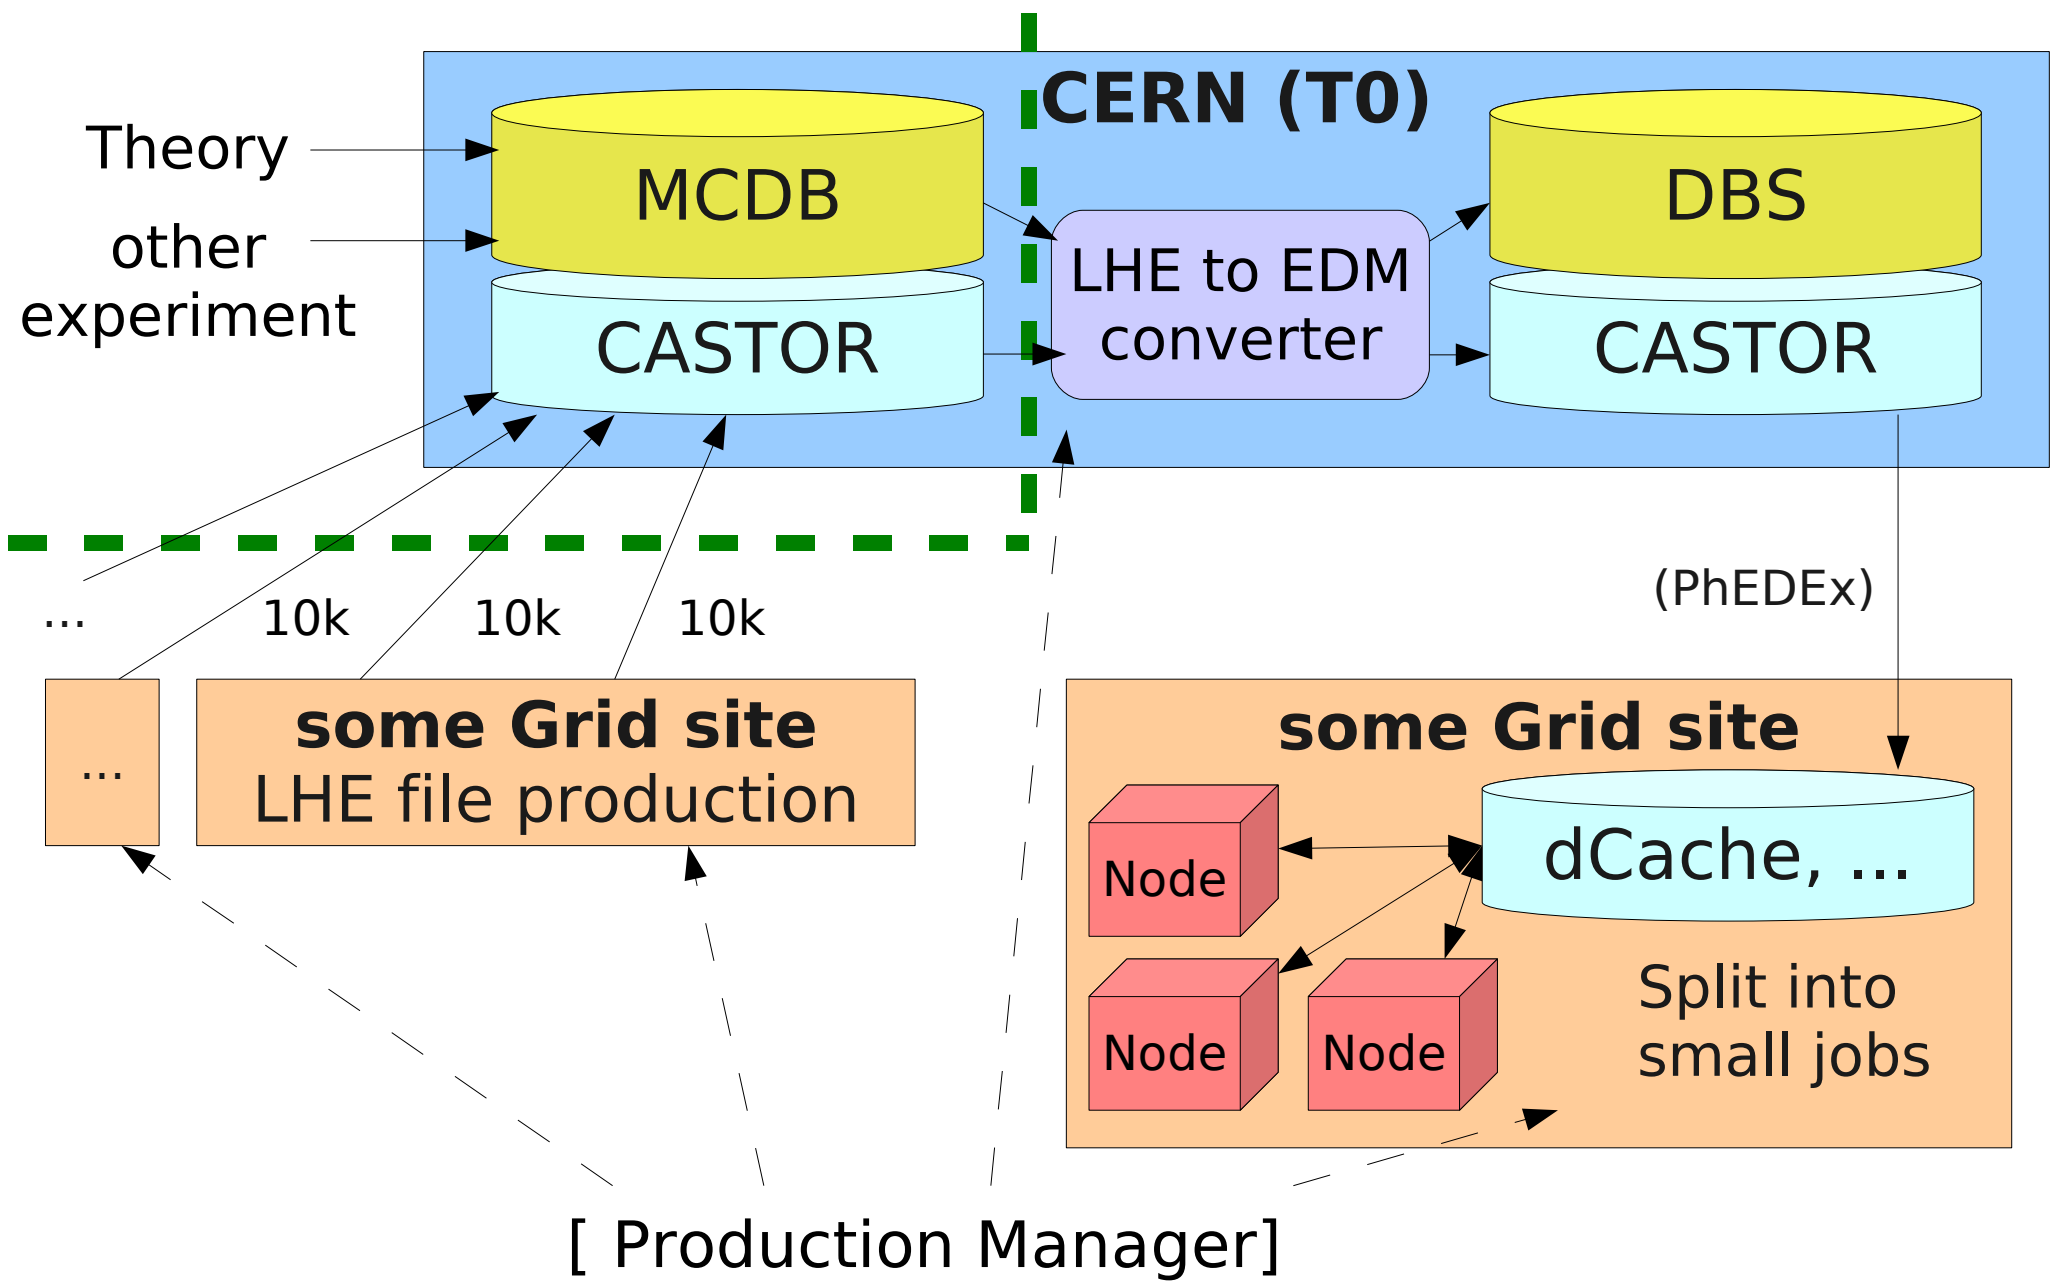 CERN (T0)
Theory
other
experiment
MCDB
CASTOR
LHE to EDM
converter
DBS
CASTOR
...
10k
10k
10k
(PhEDEx)
...
some Grid site
LHE file production
some Grid site
dCache, ...
Node
Node
Node
Split into
small jobs
[ Production Manager]